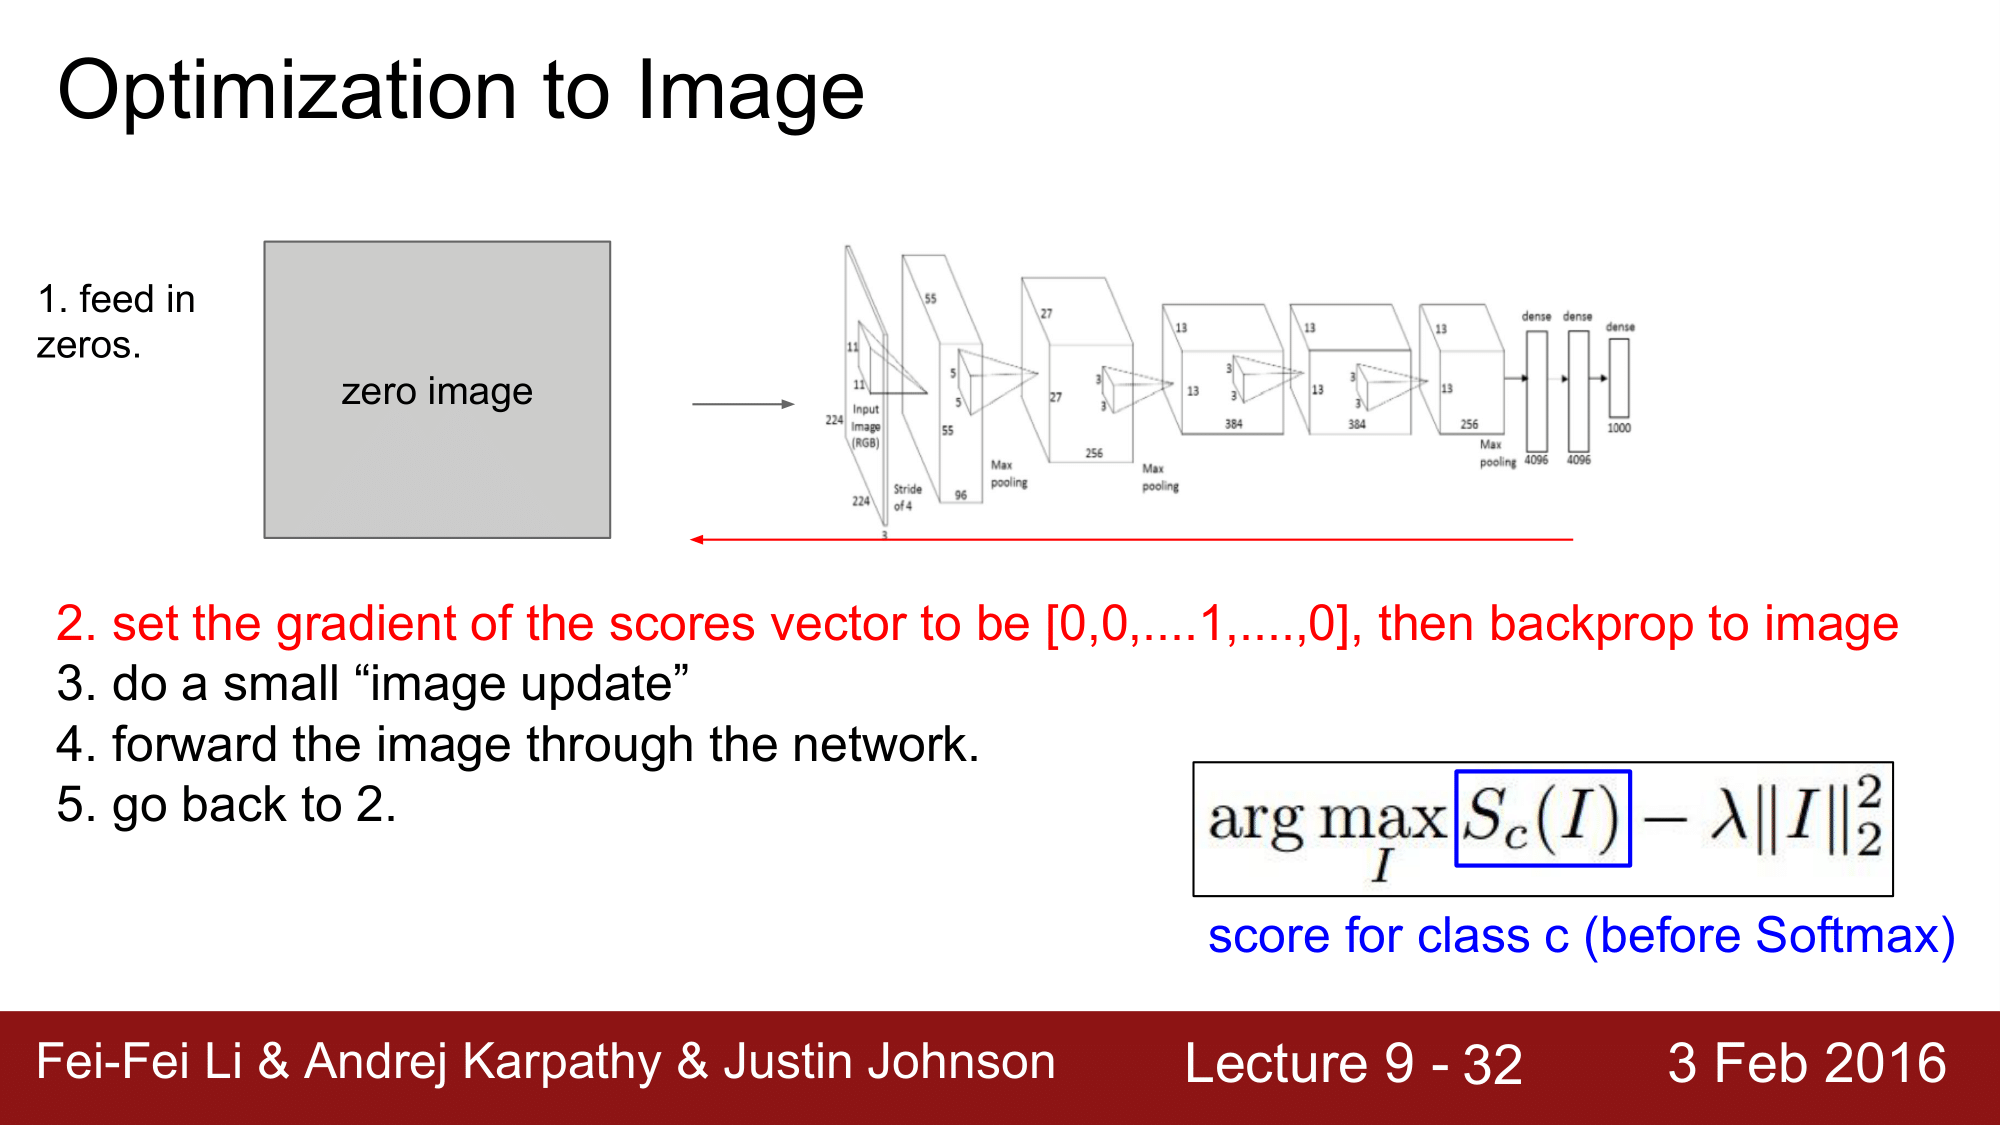 Optimization to Image
1. feed in
zeros.
zero image
11
11
Input
Image
(RGB)
224
224
3
Stride
of 4
55
55
96
5
5
Max
pooling
27
27
256
3
3
Max
pooling
13
13
384
3
3
13
13
384
3
3
13
13
256
Max
pooling
dense
dense
dense
4096
4096
1000
2. set the gradient of the scores vector to be [0,0,....1,....,0], then backprop to image
3. do a small “image update”
4. forward the image through the network.
5. go back to 2.
arg max S_c(I) − λ‖I‖₂²
I
score for class c (before Softmax)
Fei-Fei Li & Andrej Karpathy & Justin Johnson
Lecture 9 - 32
3 Feb 2016